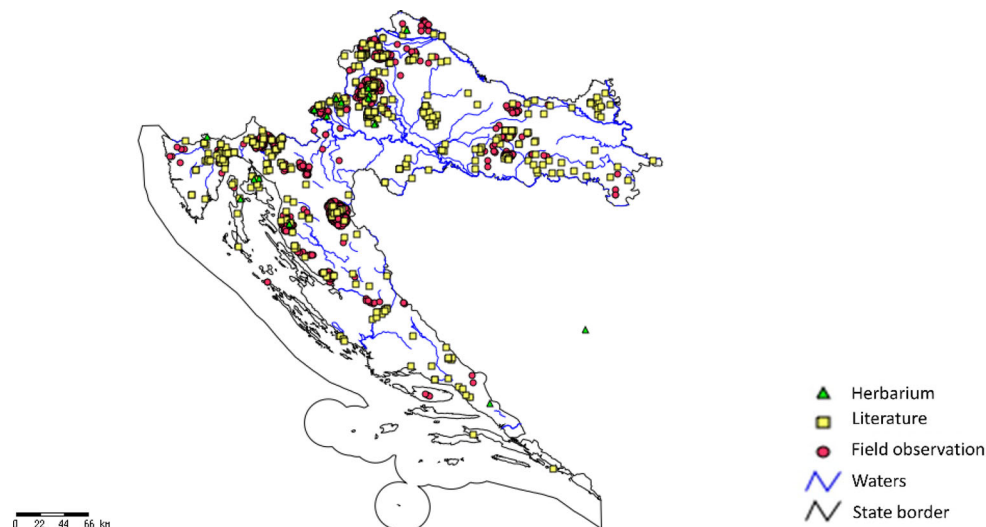 Herbarium
Literature
Field observation
Waters
State border
0 22 44 66 km